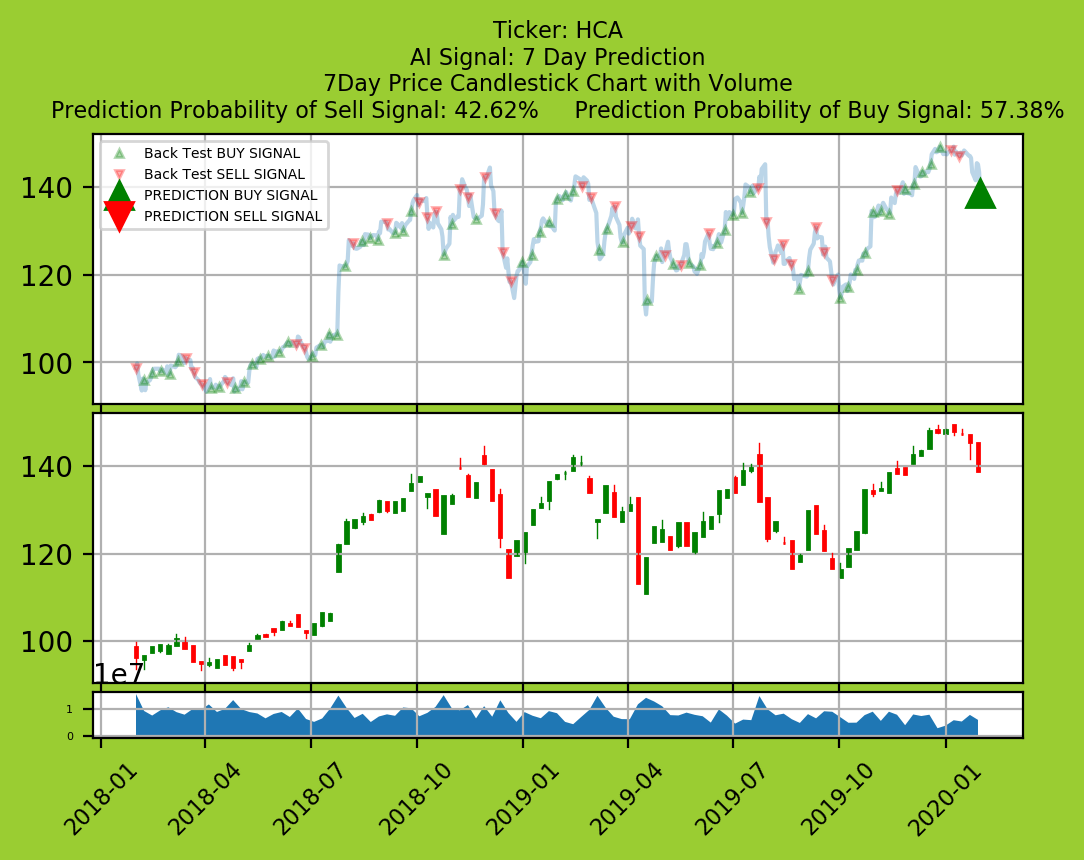 Ticker: HCA
AI Signal: 7 Day Prediction
7Day Price Candlestick Chart with Volume
Prediction Probability of Sell Signal: 42.62%     Prediction Probability of Buy Signal: 57.38%
Back Test BUY SIGNAL
Back Test SELL SIGNAL
PREDICTION BUY SIGNAL
PREDICTION SELL SIGNAL
140
120
100
140
120
100
1e7
1
0
2018-01
2018-04
2018-07
2018-10
2019-01
2019-04
2019-07
2019-10
2020-01